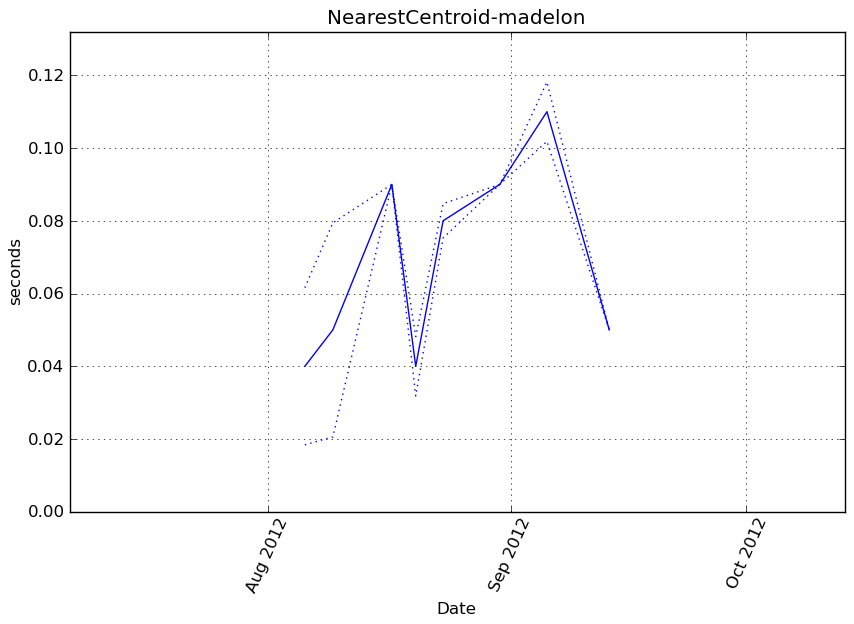 NearestCentroid-madelon
0.12
0.10
0.08
0.06
0.04
0.02
0.00
seconds
Aug 2012
Sep 2012
Oct 2012
Date